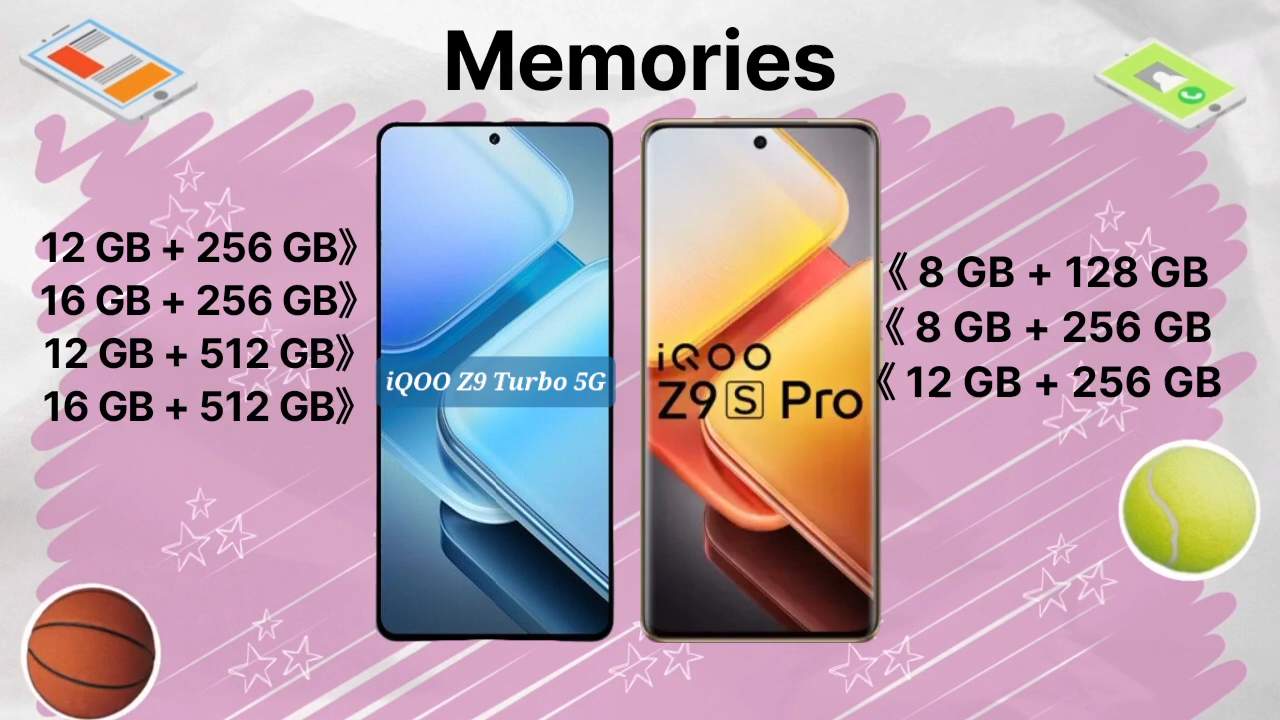 Memories
12 GB + 256 GB》
16 GB + 256 GB》
12 GB + 512 GB》
16 GB + 512 GB》
iQOO Z9 Turbo 5G
iQOO
Z9 S Pro
《 8 GB + 128 GB
《 8 GB + 256 GB
《 12 GB + 256 GB